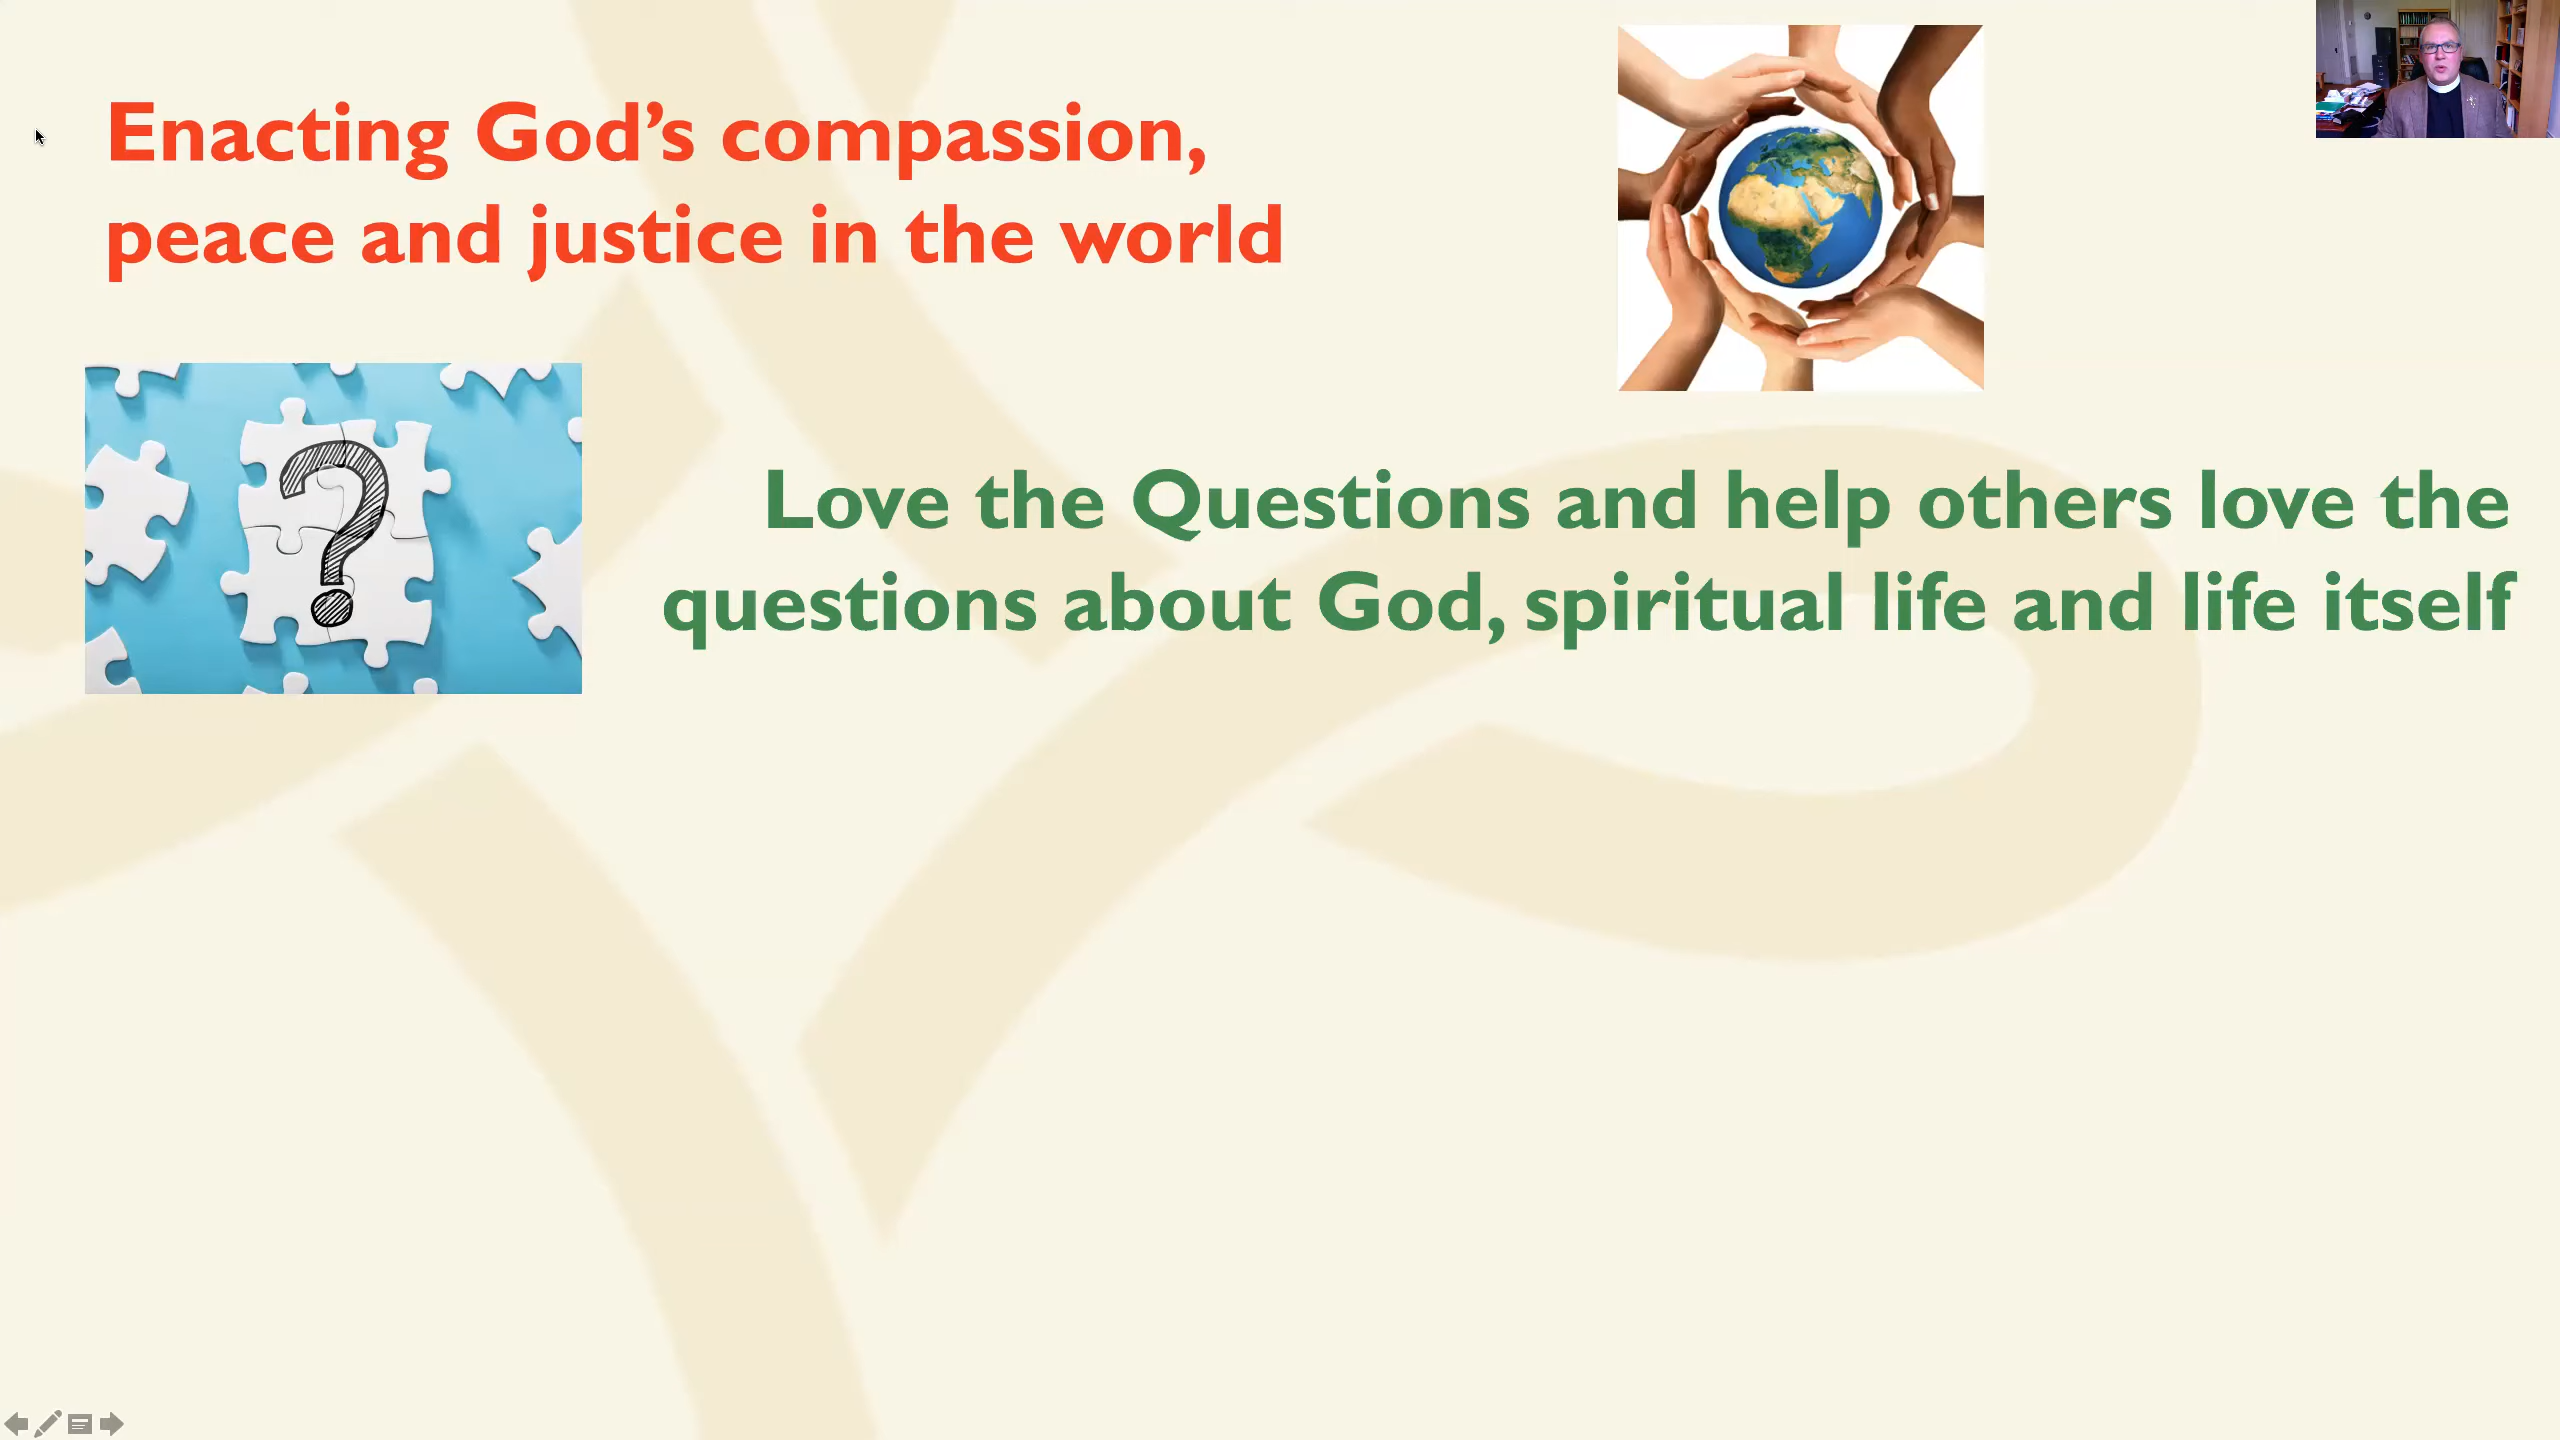 Enacting God’s compassion,
peace and justice in the world
?
Love the Questions and help others love the
questions about God, spiritual life and life itself